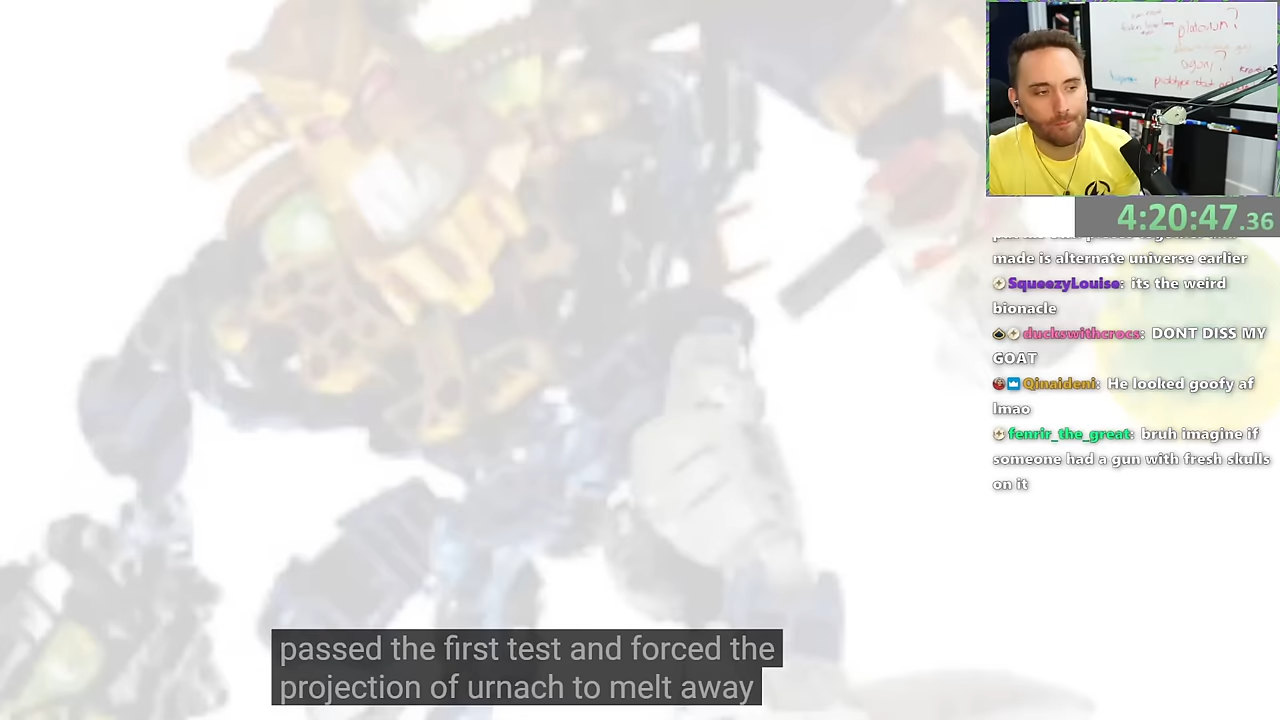 platonun?
ugony?
4:20:47.36
made is alternate universe earlier
SqueezyLouise: its the weird
bionacle
duckswithcrocs: DONT DISS MY
GOAT
Qinaideni: He looked goofy af
lmao
fenrir_the_great: bruh imagine if
someone had a gun with fresh skulls
on it
passed the first test and forced the
projection of urnach to melt away